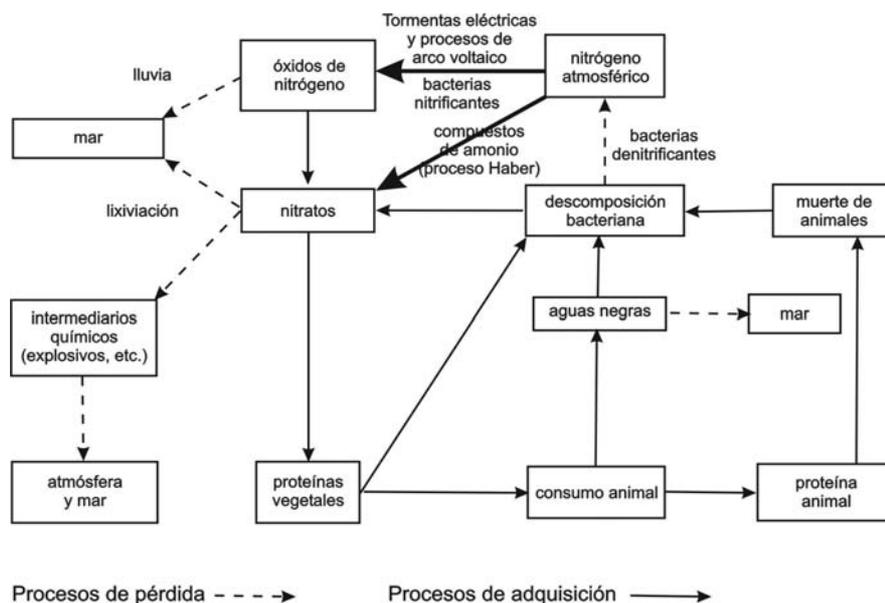 Tormentas eléctricas
y procesos de
arco voltaico
nitrógeno
atmosférico
óxidos de
nitrógeno
lluvia
bacterias
nitrificantes
mar
compuestos
de amonio
(proceso Haber)
bacterias
denitrificantes
lixiviación
nitratos
descomposición
bacteriana
muerte de
animales
intermediarios
químicos
(explosivos, etc.)
aguas negras
mar
atmósfera
y mar
proteínas
vegetales
consumo animal
proteína
animal
Procesos de pérdida
Procesos de adquisición